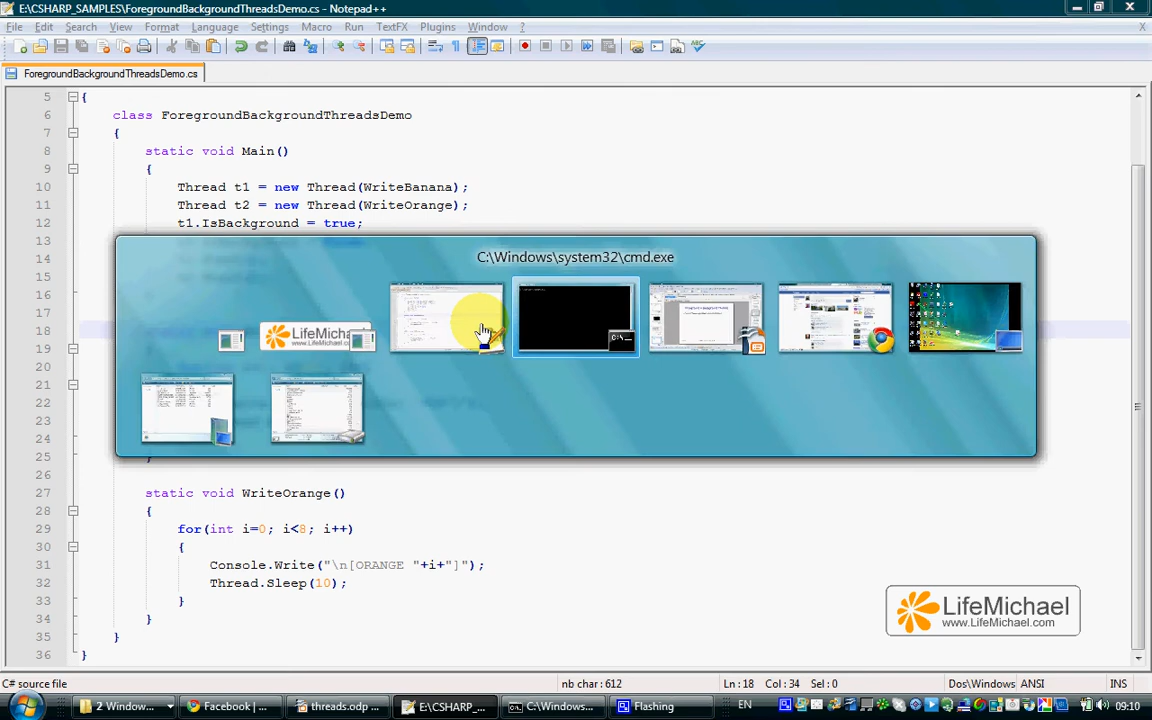 E:\CSHARP_SAMPLES\ForegroundBackgroundThreadsDemo.cs - Notepad++
File Edit Search View Format Language Settings Macro Run TextFX Plugins Window ?
X
ForegroundBackgroundThreadsDemo.cs
5 {
6 class ForegroundBackgroundThreadsDemo
7 {
8 static void Main()
9 {
10 Thread t1 = new Thread(WriteBanana);
11 Thread t2 = new Thread(WriteOrange);
12 t1.IsBackground = true;
13
C:\Windows\system32\cmd.exe
14
15
16
17
18
LifeMichael
www.LifeMichael
C:\
19
20
21
22
23
24
25 }
26
27 static void WriteOrange()
28 {
29 for(int i=0; i<8; i++)
30 {
31 Console.Write("\n[ORANGE "+i+"]");
32 Thread.Sleep(10);
33 }
34 }
35 }
36 }
LifeMichael
www.LifeMichael.com
C# source file nb char : 612 Ln : 18 Col : 34 Sel : 0 Dos\Windows ANSI INS
2 Window... Facebook | ... threads.odp ... E:\CSHARP_... C:\Windows... Flashing EN 09:10